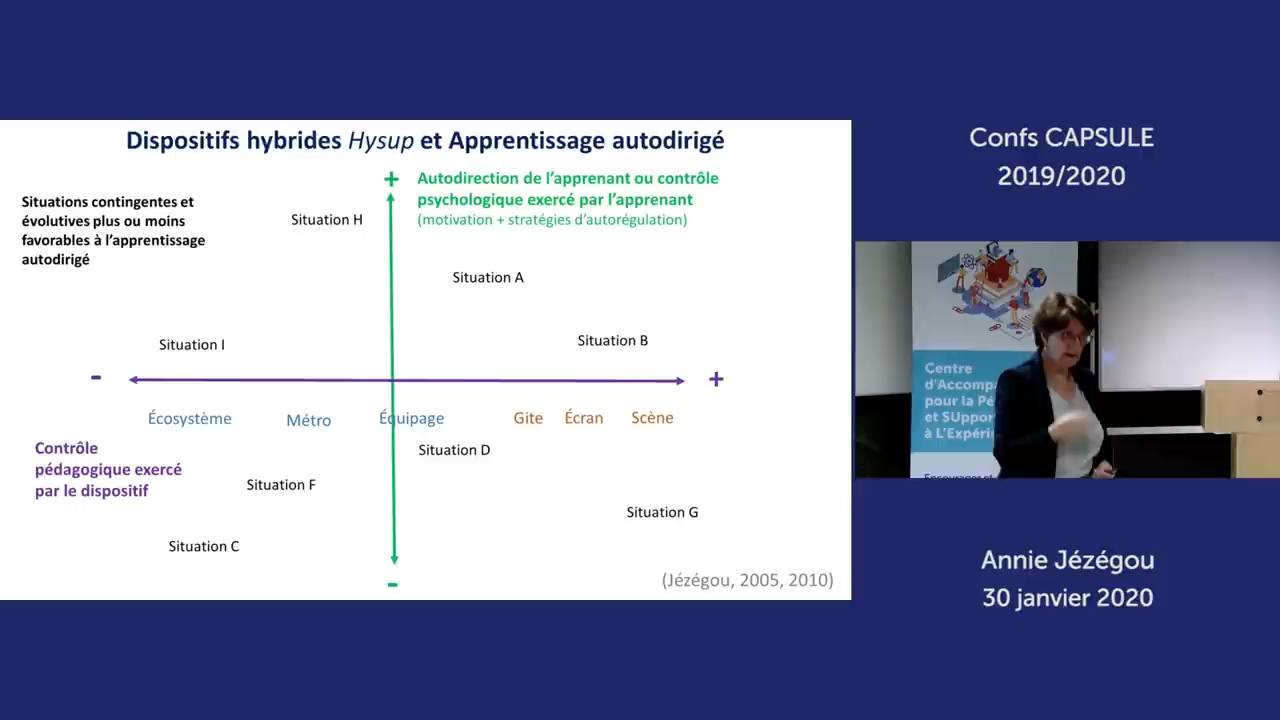 Dispositifs hybrides Hysup et Apprentissage autodirigé
+
Autodirection de l'apprenant ou contrôle
psychologique exercé par l'apprenant
(motivation + stratégies d'autorégulation)
Situations contingentes et
évolutives plus ou moins
favorables à l'apprentissage
autodirigé
Situation H
Situation A
Situation B
Situation I
-
+
Écosystème
Métro
Équipage
Gite
Écran
Scène
Contrôle
pédagogique exercé
par le dispositif
Situation D
Situation F
Situation G
Situation C
-
(Jézégou, 2005, 2010)
Confs CAPSULE
2019/2020
Centre
d'Accompa
pour la Pé
et SUppor
à L'Expéri
Annie Jézégou
30 janvier 2020